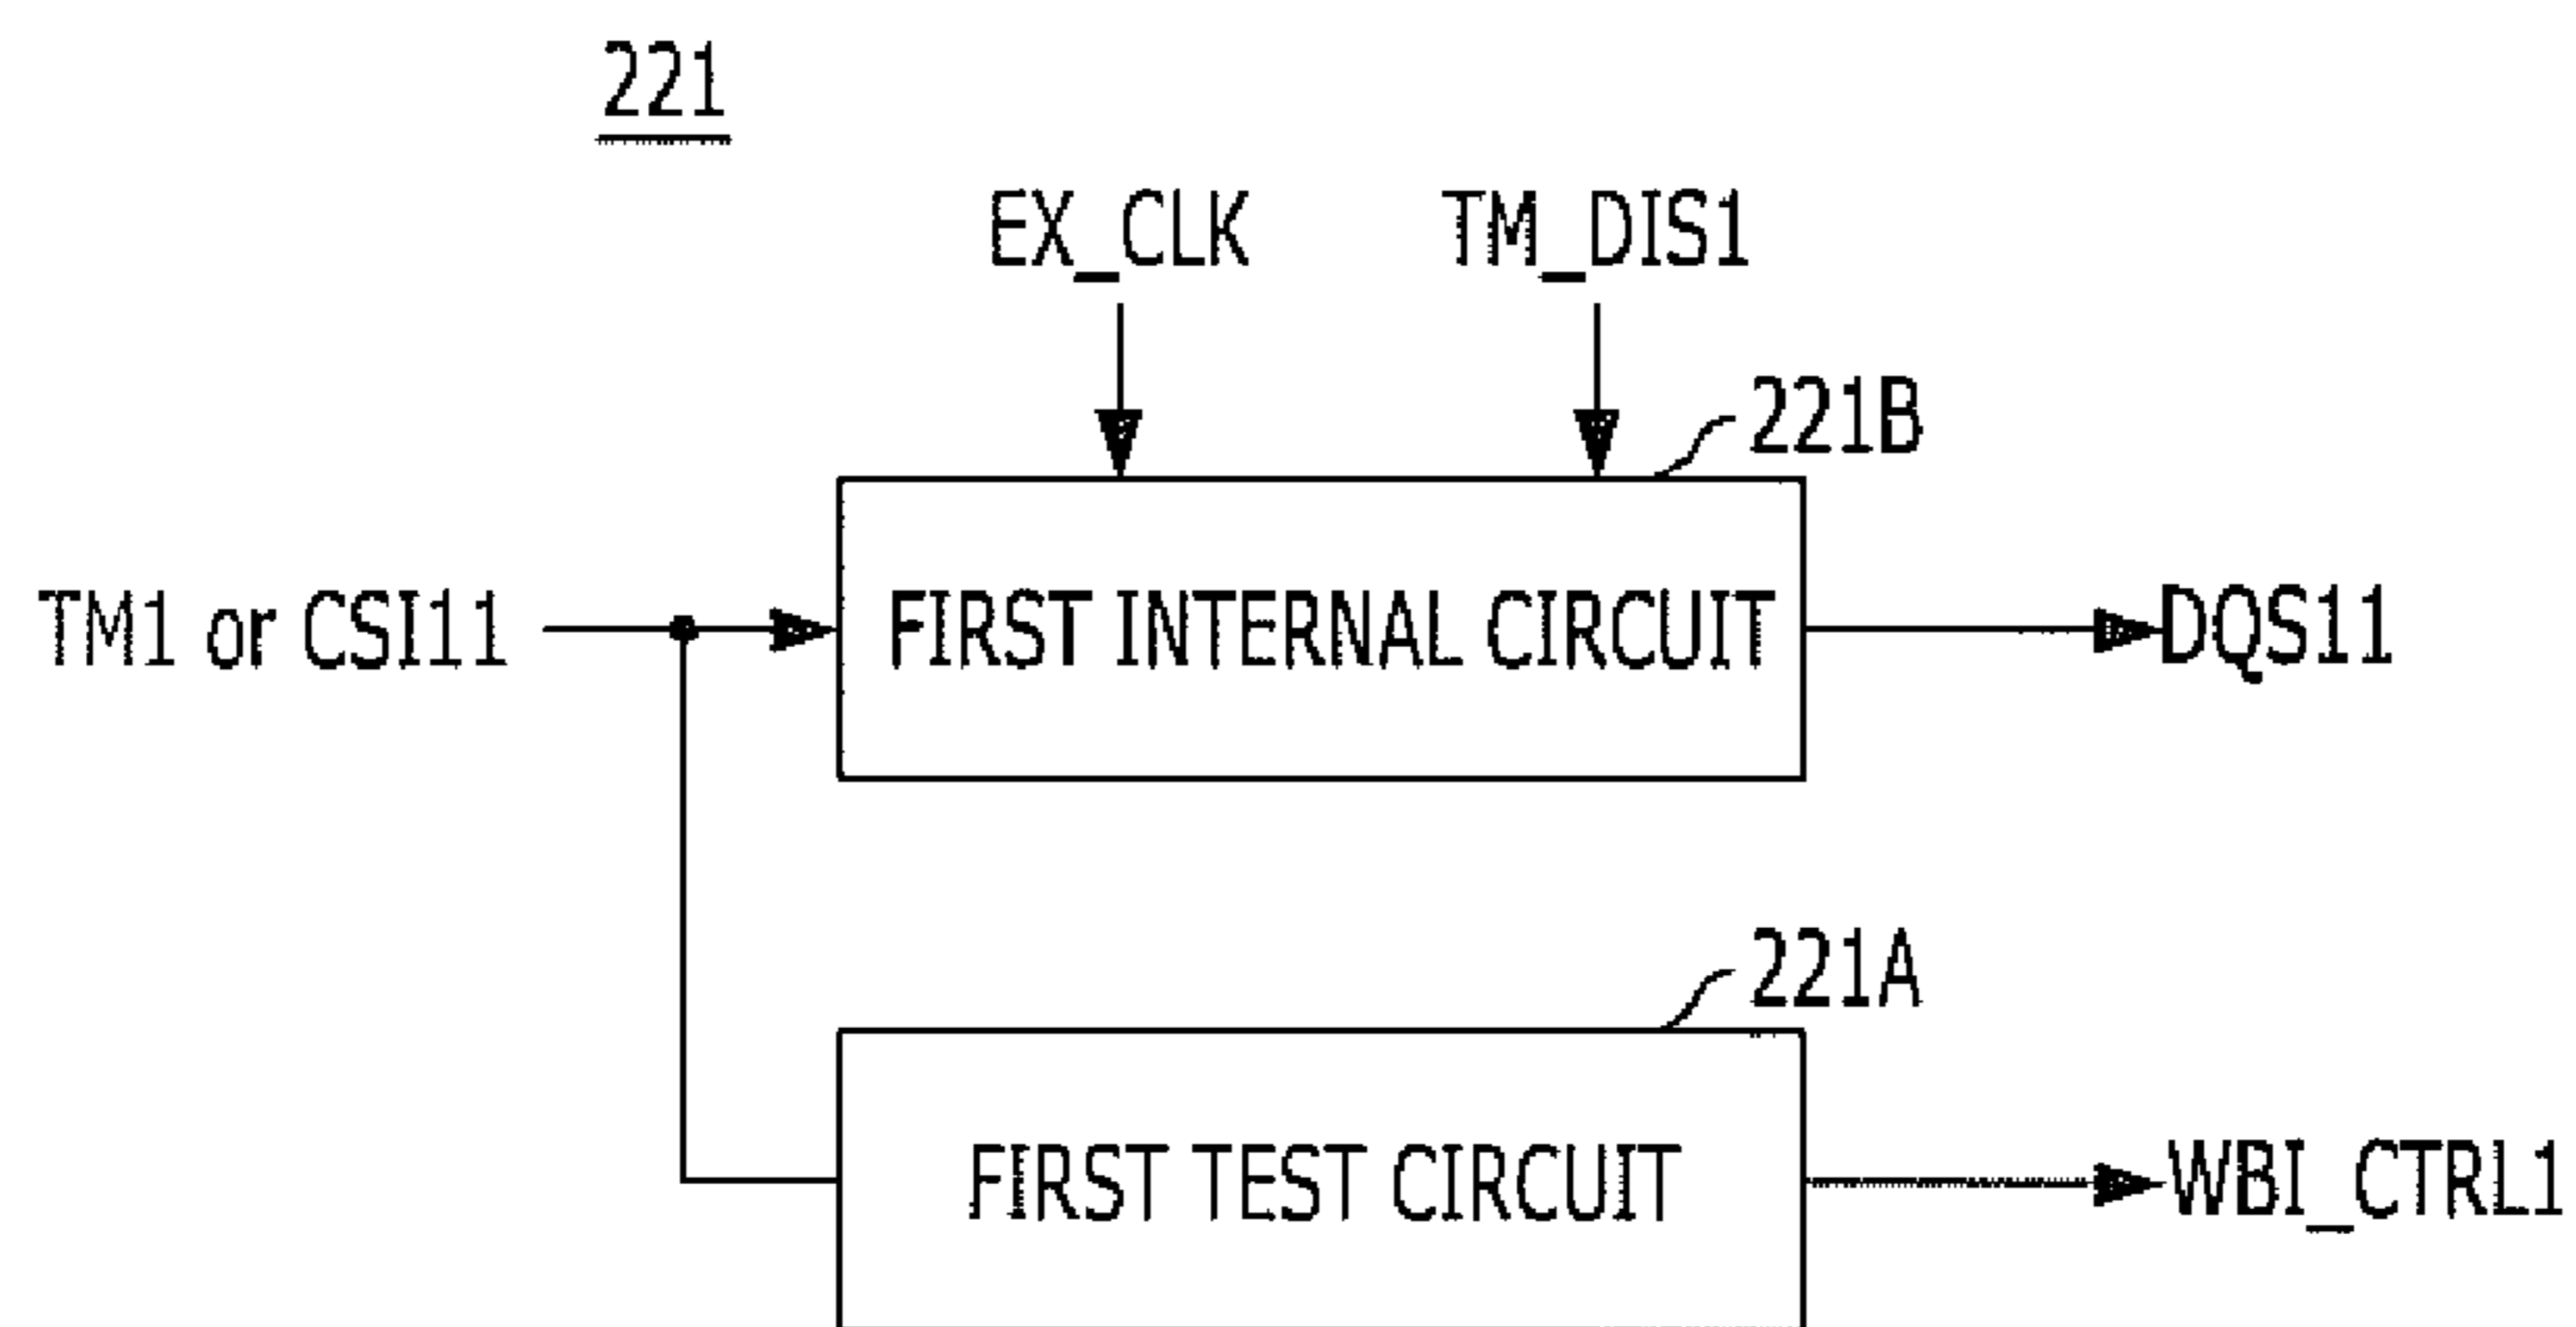 221
EX_CLK TM_DIS1
221B
TM1 or CSI11 FIRST INTERNAL CIRCUIT DQS11
221A
FIRST TEST CIRCUIT WBI_CTRL1